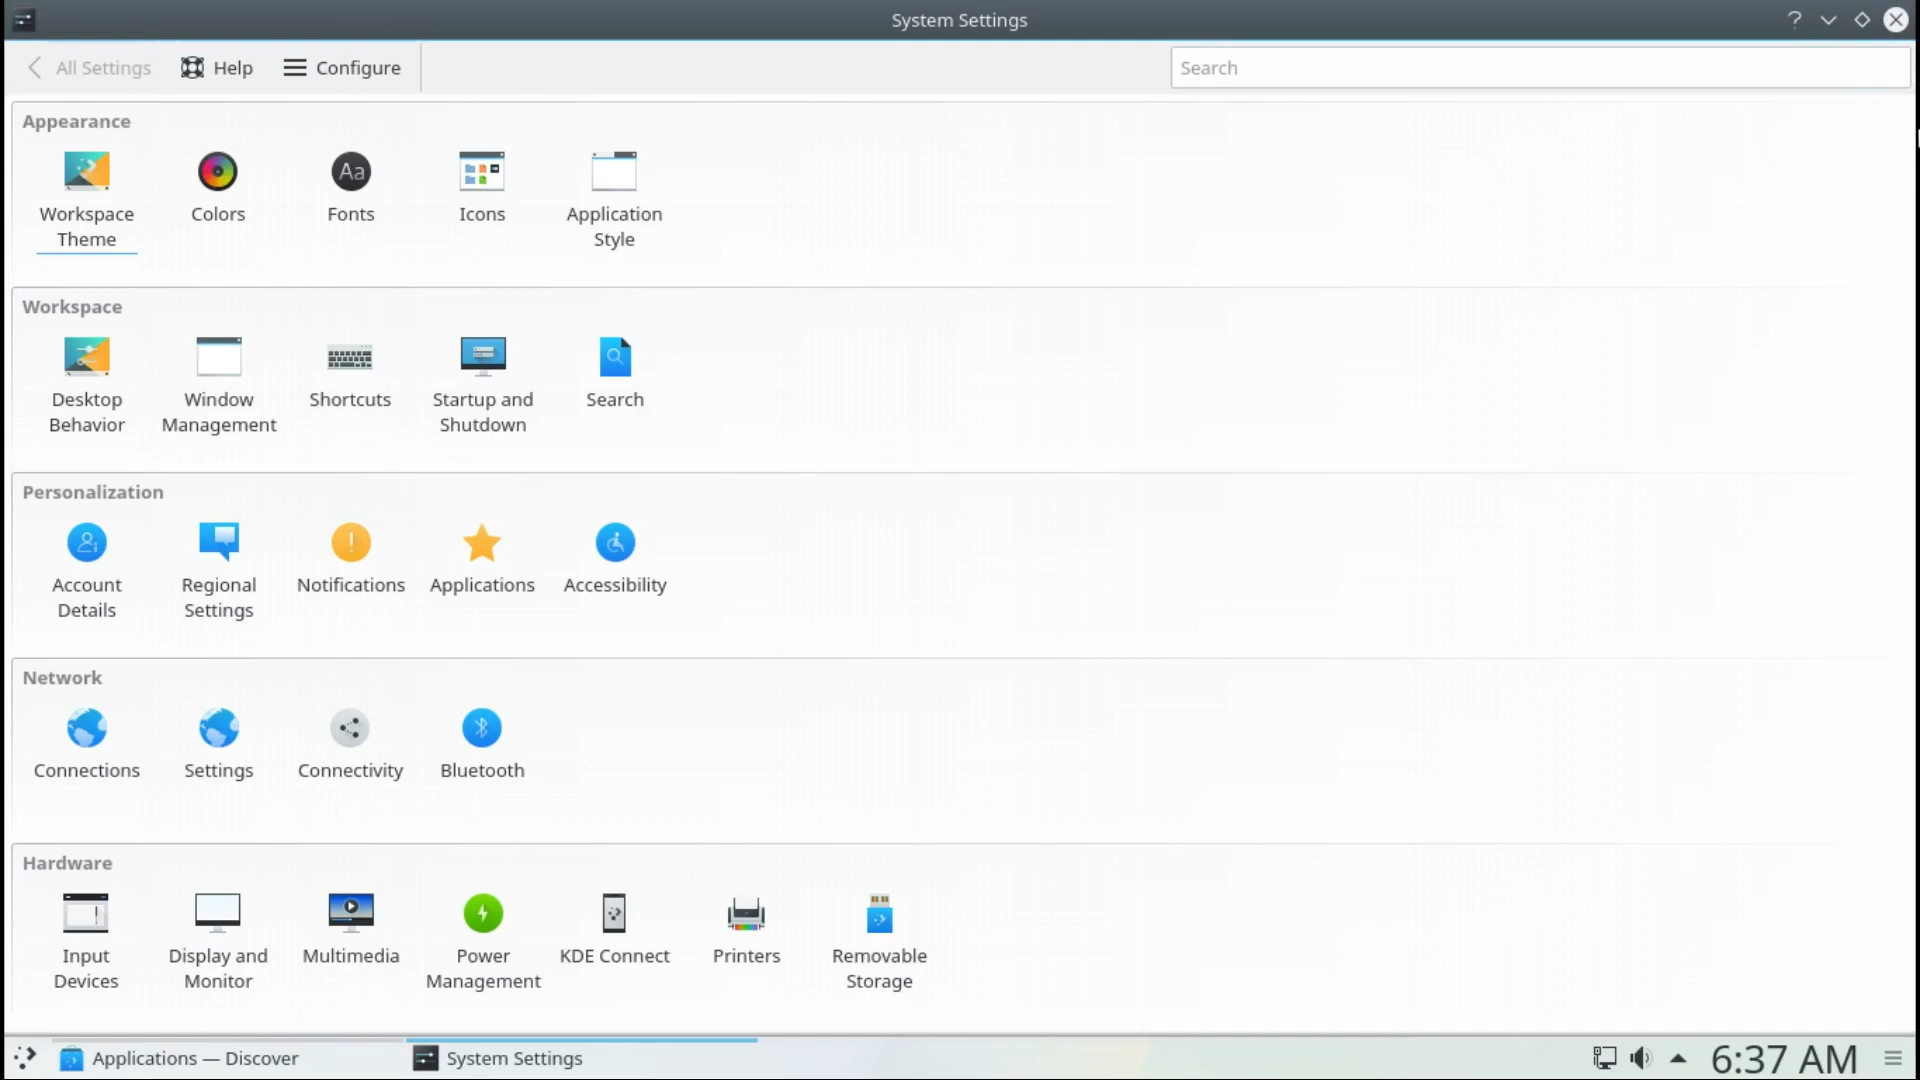 System Settings
All Settings
Help
Configure
Search
Appearance
Workspace
Theme
Colors
Aa
Fonts
Icons
Application
Style
Workspace
Desktop
Behavior
Window
Management
Shortcuts
Startup and
Shutdown
Search
Personalization
Account
Details
Regional
Settings
Notifications
Applications
Accessibility
Network
Connections
Settings
Connectivity
Bluetooth
Hardware
Input
Devices
Display and
Monitor
Multimedia
Power
Management
KDE Connect
Printers
Removable
Storage
Applications — Discover
System Settings
6:37 AM